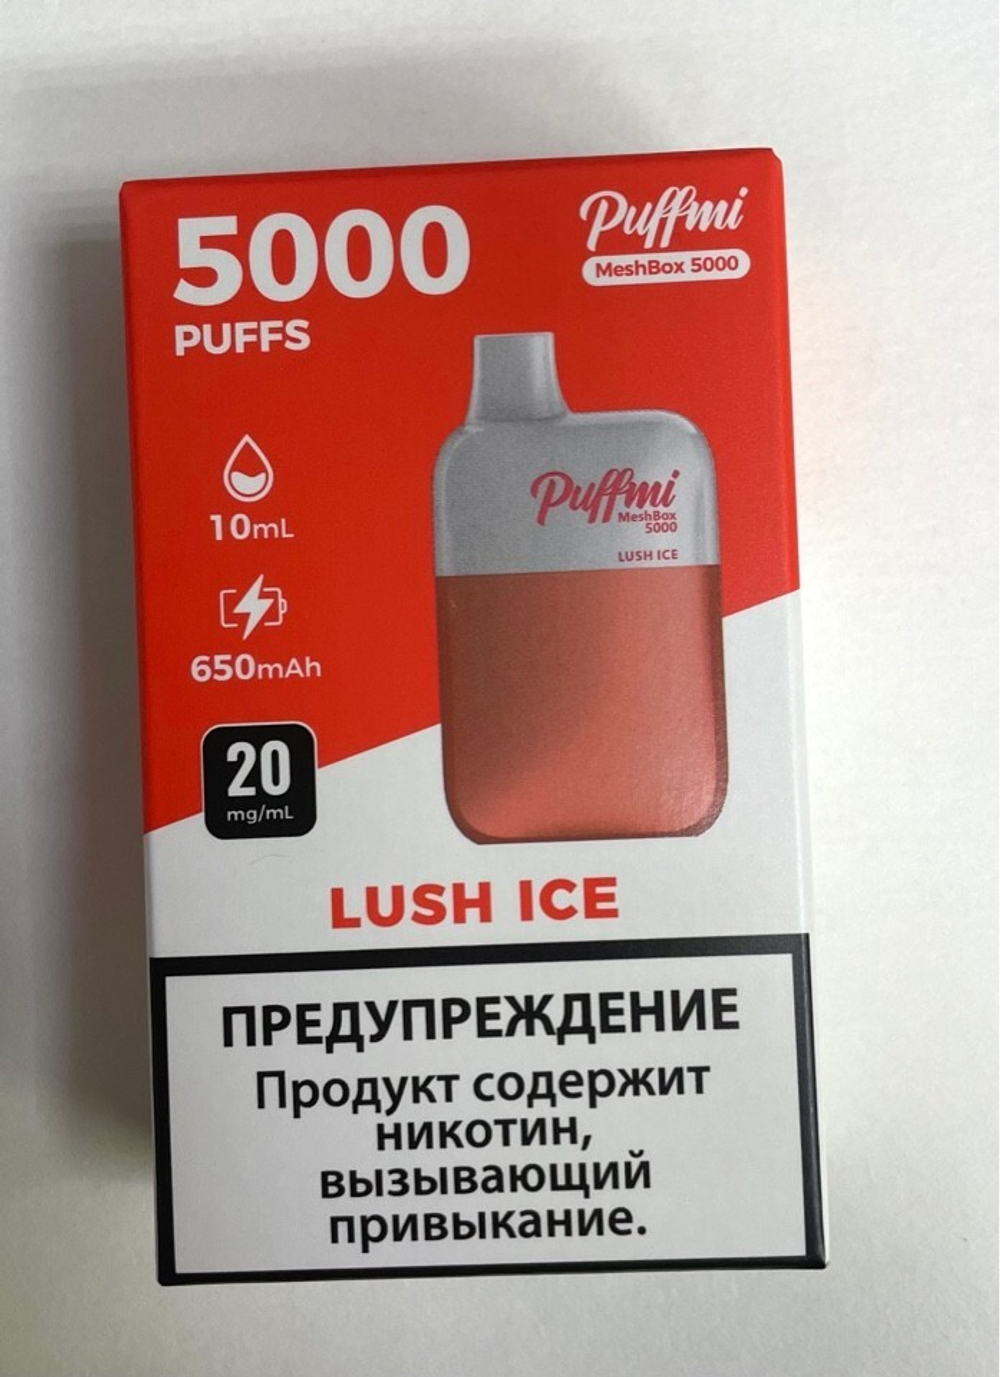 5000
PUFFS
Puffmi
MeshBox 5000
10mL
650mAh
20
mg/mL
Puffmi
MeshBox
5000
LUSH ICE
LUSH ICE
ПРЕДУПРЕЖДЕНИЕ
Продукт содержит
никотин,
вызывающий
привыкание.